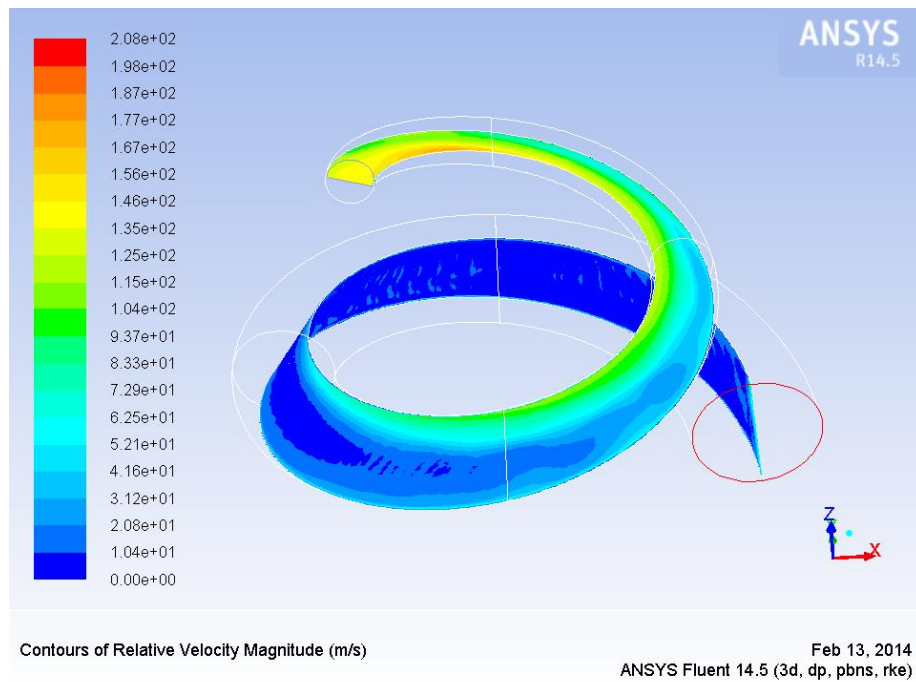 2.08e+02
1.98e+02
1.87e+02
1.77e+02
1.67e+02
1.56e+02
1.46e+02
1.35e+02
1.25e+02
1.15e+02
1.04e+02
9.37e+01
8.33e+01
7.29e+01
6.25e+01
5.21e+01
4.16e+01
3.12e+01
2.08e+01
1.04e+01
0.00e+00
ANSYS
R14.5
Z
X
Contours of Relative Velocity Magnitude (m/s)
Feb 13, 2014
ANSYS Fluent 14.5 (3d, dp, pbns, rke)